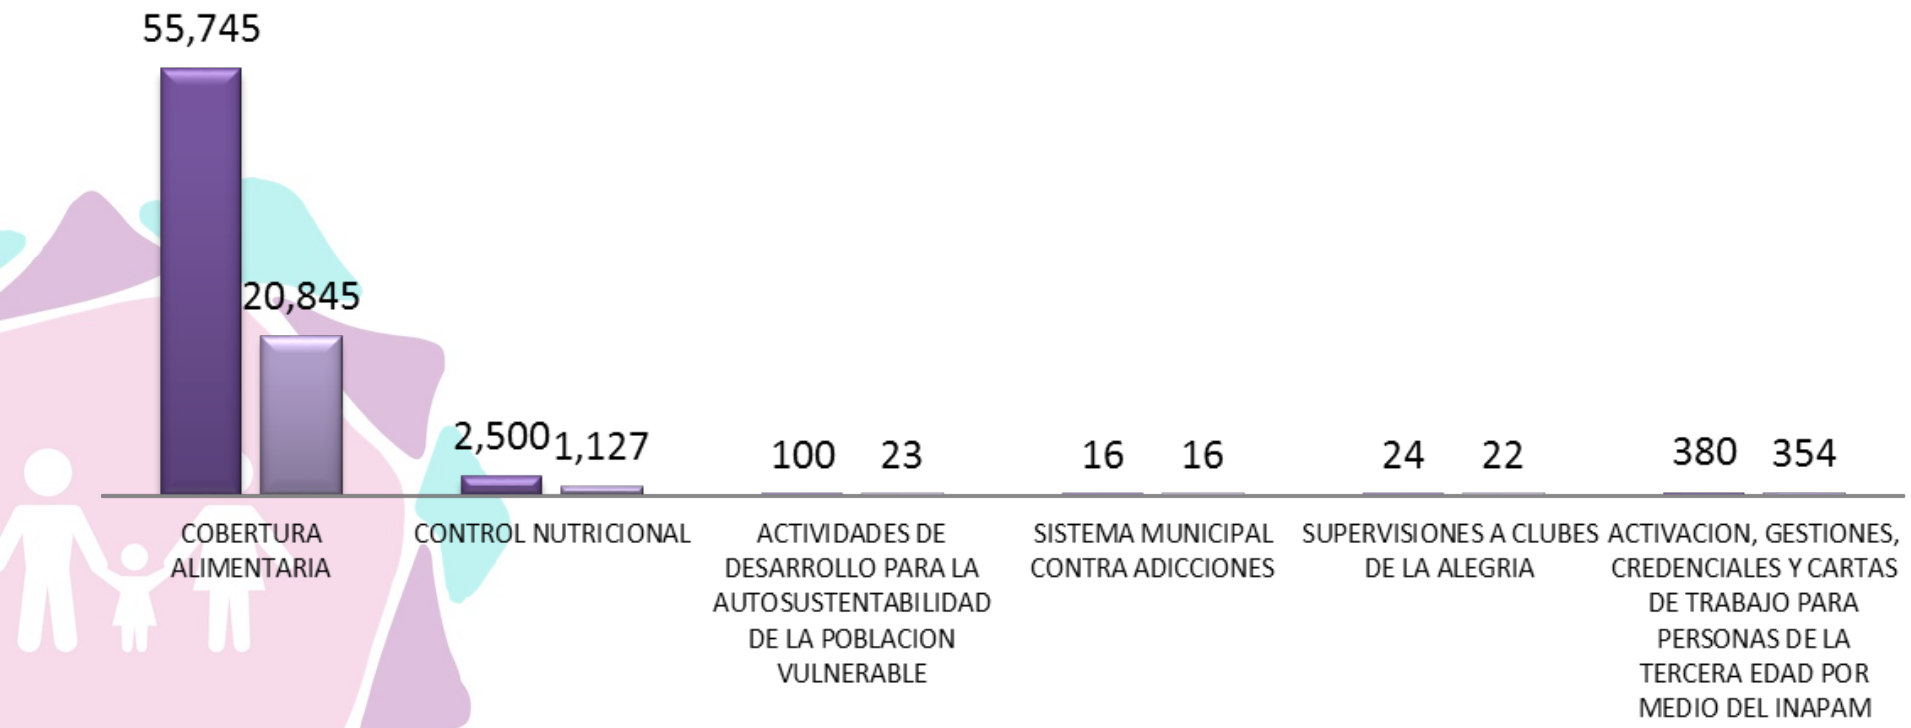 55,745
20,845
2,500
1,127
100
23
16
16
24
22
380
354
COBERTURA
ALIMENTARIA
CONTROL NUTRICIONAL
ACTIVIDADES DE
DESARROLLO PARA LA
AUTOSUSTENTABILIDAD
DE LA POBLACION
VULNERABLE
SISTEMA MUNICIPAL
CONTRA ADICCIONES
SUPERVISIONES A CLUBES
DE LA ALEGRIA
ACTIVACION, GESTIONES,
CREDENCIALES Y CARTAS
DE TRABAJO PARA
PERSONAS DE LA
TERCERA EDAD POR
MEDIO DEL INAPAM